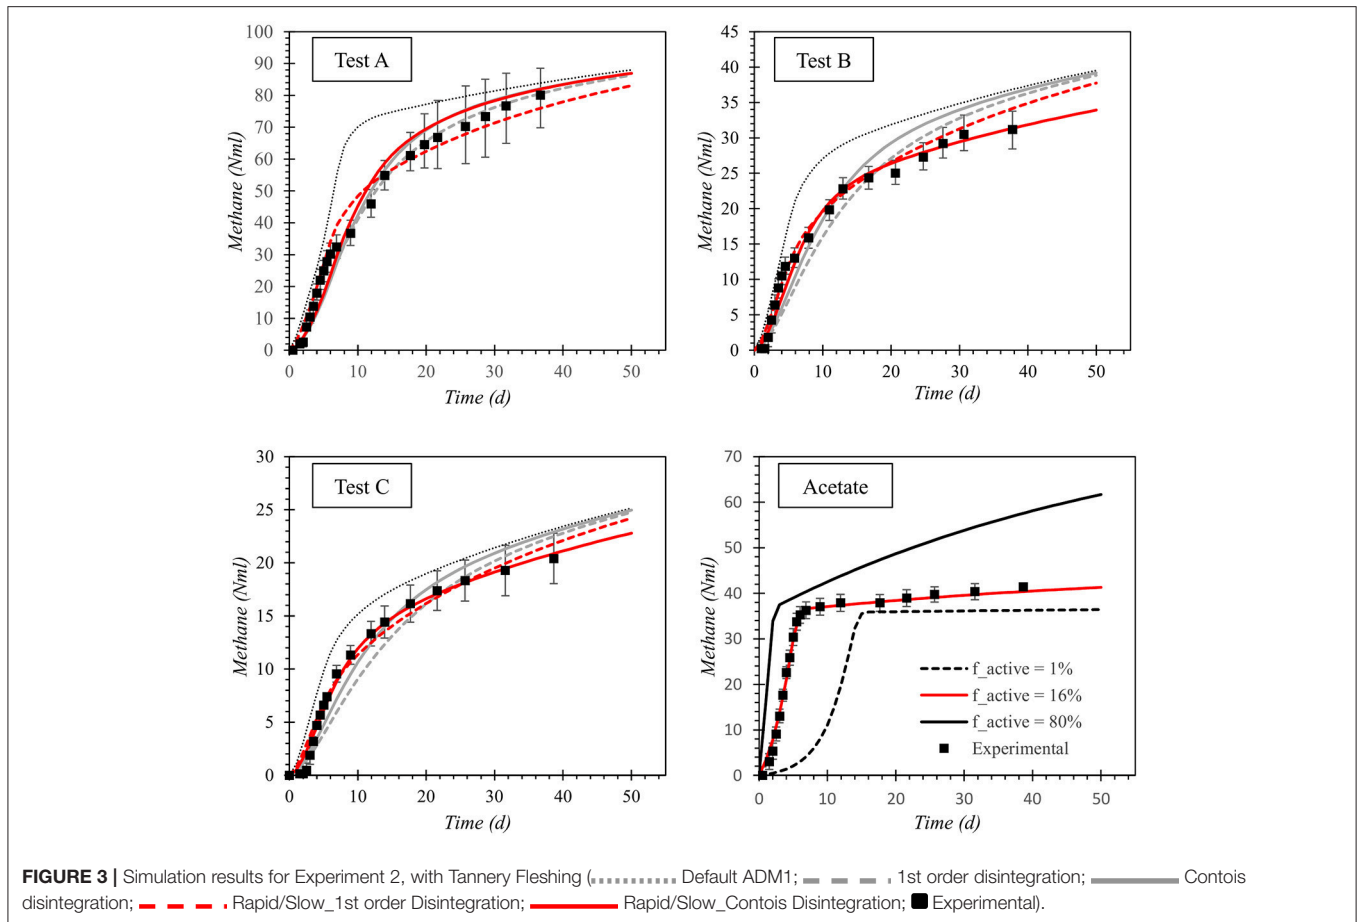 Test A
Methane (Nml)
100
90
80
70
60
50
40
30
20
10
0
0 10 20 30 40 50
Time (d)
Test B
Methane (Nml)
45
40
35
30
25
20
15
10
5
0
0 10 20 30 40 50
Time (d)
Test C
Methane (Nml)
30
25
20
15
10
5
0
0 10 20 30 40 50
Time (d)
Acetate
Methane (Nml)
70
60
50
40
30
20
10
0
0 10 20 30 40 50
Time (d)
f_active = 1%
f_active = 16%
f_active = 80%
Experimental
FIGURE 3 | Simulation results for Experiment 2, with Tannery Fleshing ( Default ADM1; 1st order disintegration; Contois
disintegration; Rapid/Slow_1st order Disintegration; Rapid/Slow_Contois Disintegration; Experimental).